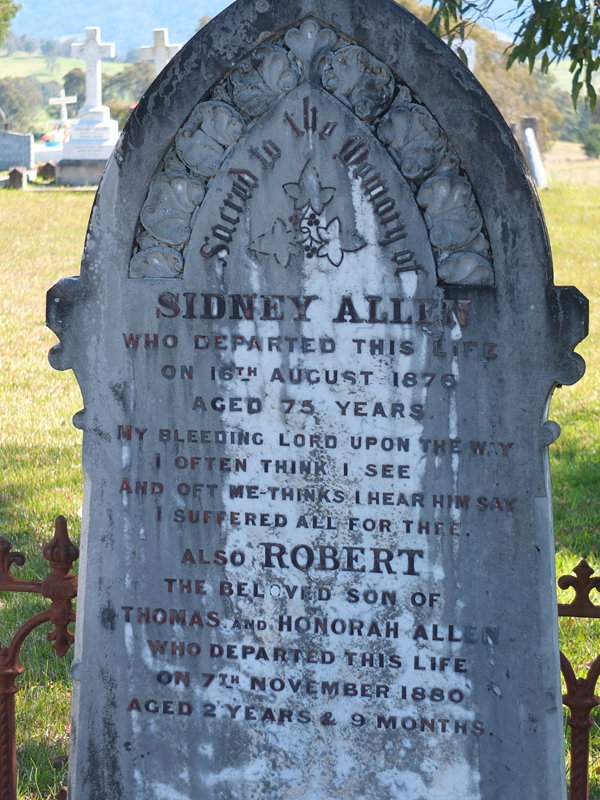 Sacred to the Memory of
SIDNEY ALLEN
WHO DEPARTED THIS LIFE
ON 16TH AUGUST 1876
AGED 75 YEARS.
MY BLEEDING LORD UPON THE WAY
I OFTEN THINK I SEE
AND OFT ME-THINKS I HEAR HIM SAY
I SUFFERED ALL FOR THEE.
ALSO ROBERT
THE BELOVED SON OF
THOMAS AND HONORAH ALLEN
WHO DEPARTED THIS LIFE
ON 7TH NOVEMBER 1880
AGED 2 YEARS & 9 MONTHS.